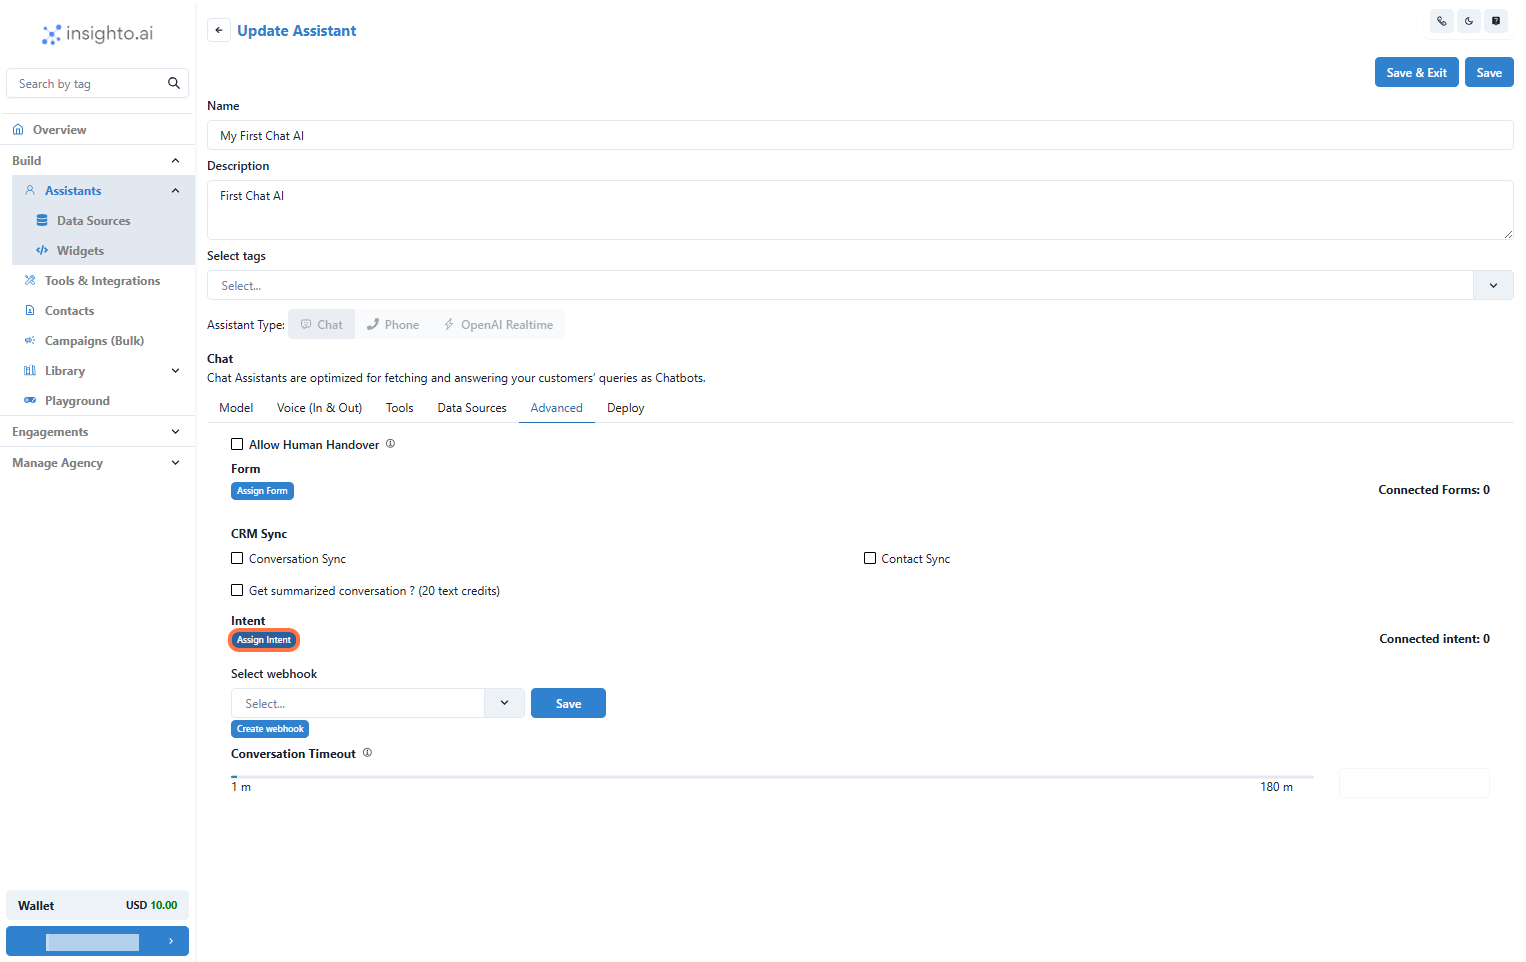 insighto.ai
Update Assistant
Search by tag
Save & Exit
Save
Overview
Build
Assistants
Data Sources
Widgets
Tools & Integrations
Contacts
Campaigns (Bulk)
Library
Playground
Engagements
Manage Agency
Wallet USD 10.00
Name
My First Chat AI
Description
First Chat AI
Select tags
Select...
Assistant Type: Chat Phone OpenAI Realtime
Chat
Chat Assistants are optimized for fetching and answering your customers’ queries as Chatbots.
Model Voice (In & Out) Tools Data Sources Advanced Deploy
Allow Human Handover
Form
Assign Form Connected Forms: 0
CRM Sync
Conversation Sync Contact Sync
Get summarized conversation ? (20 text credits)
Intent
Assign Intent Connected intent: 0
Select webhook
Select... Save
Create webhook
Conversation Timeout
1 m 180 m